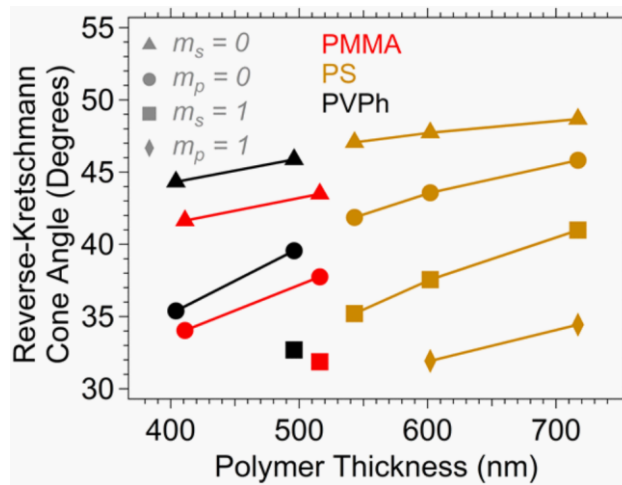 55
50
45
40
35
30
Reverse-Kretschmann
Cone Angle (Degrees)
m_s = 0
m_p = 0
m_s = 1
m_p = 1
PMMA
PS
PVPh
400 500 600 700
Polymer Thickness (nm)